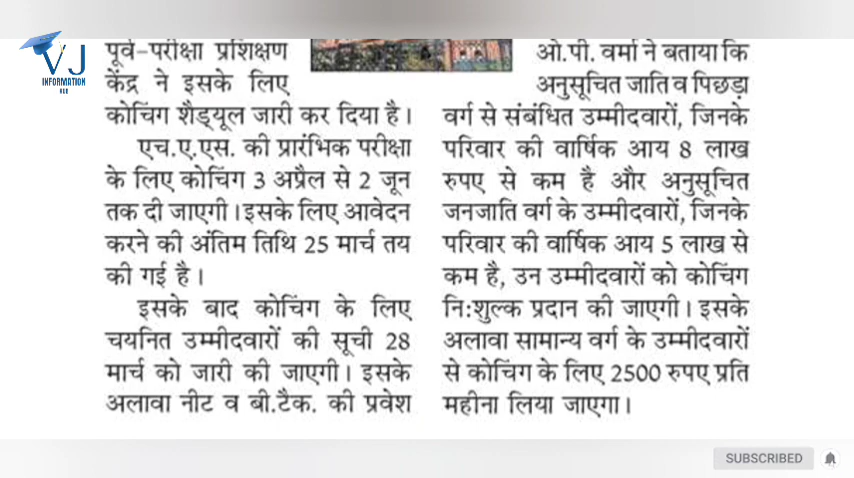 VJ
INFORMATION
HUB
पूर्व-परीक्षा प्रशिक्षण
केंद्र ने इसके लिए
कोचिंग शैड्यूल जारी कर दिया है।
एच.ए.एस. की प्रारंभिक परीक्षा
के लिए कोचिंग 3 अप्रैल से 2 जून
तक दी जाएगी।इसके लिए आवेदन
करने की अंतिम तिथि 25 मार्च तय
की गई है।
इसके बाद कोचिंग के लिए
चयनित उम्मीदवारों की सूची 28
मार्च को जारी की जाएगी। इसके
अलावा नीट व बी.टैक. की प्रवेश
ओ.पी. वर्मा ने बताया कि
अनुसूचित जाति व पिछड़ा
वर्ग से संबंधित उम्मीदवारों, जिनके
परिवार की वार्षिक आय 8 लाख
रुपए से कम है और अनुसूचित
जनजाति वर्ग के उम्मीदवारों, जिनके
परिवार की वार्षिक आय 5 लाख से
कम है, उन उम्मीदवारों को कोचिंग
नि:शुल्क प्रदान की जाएगी। इसके
अलावा सामान्य वर्ग के उम्मीदवारों
से कोचिंग के लिए 2500 रुपए प्रति
महीना लिया जाएगा।
SUBSCRIBED